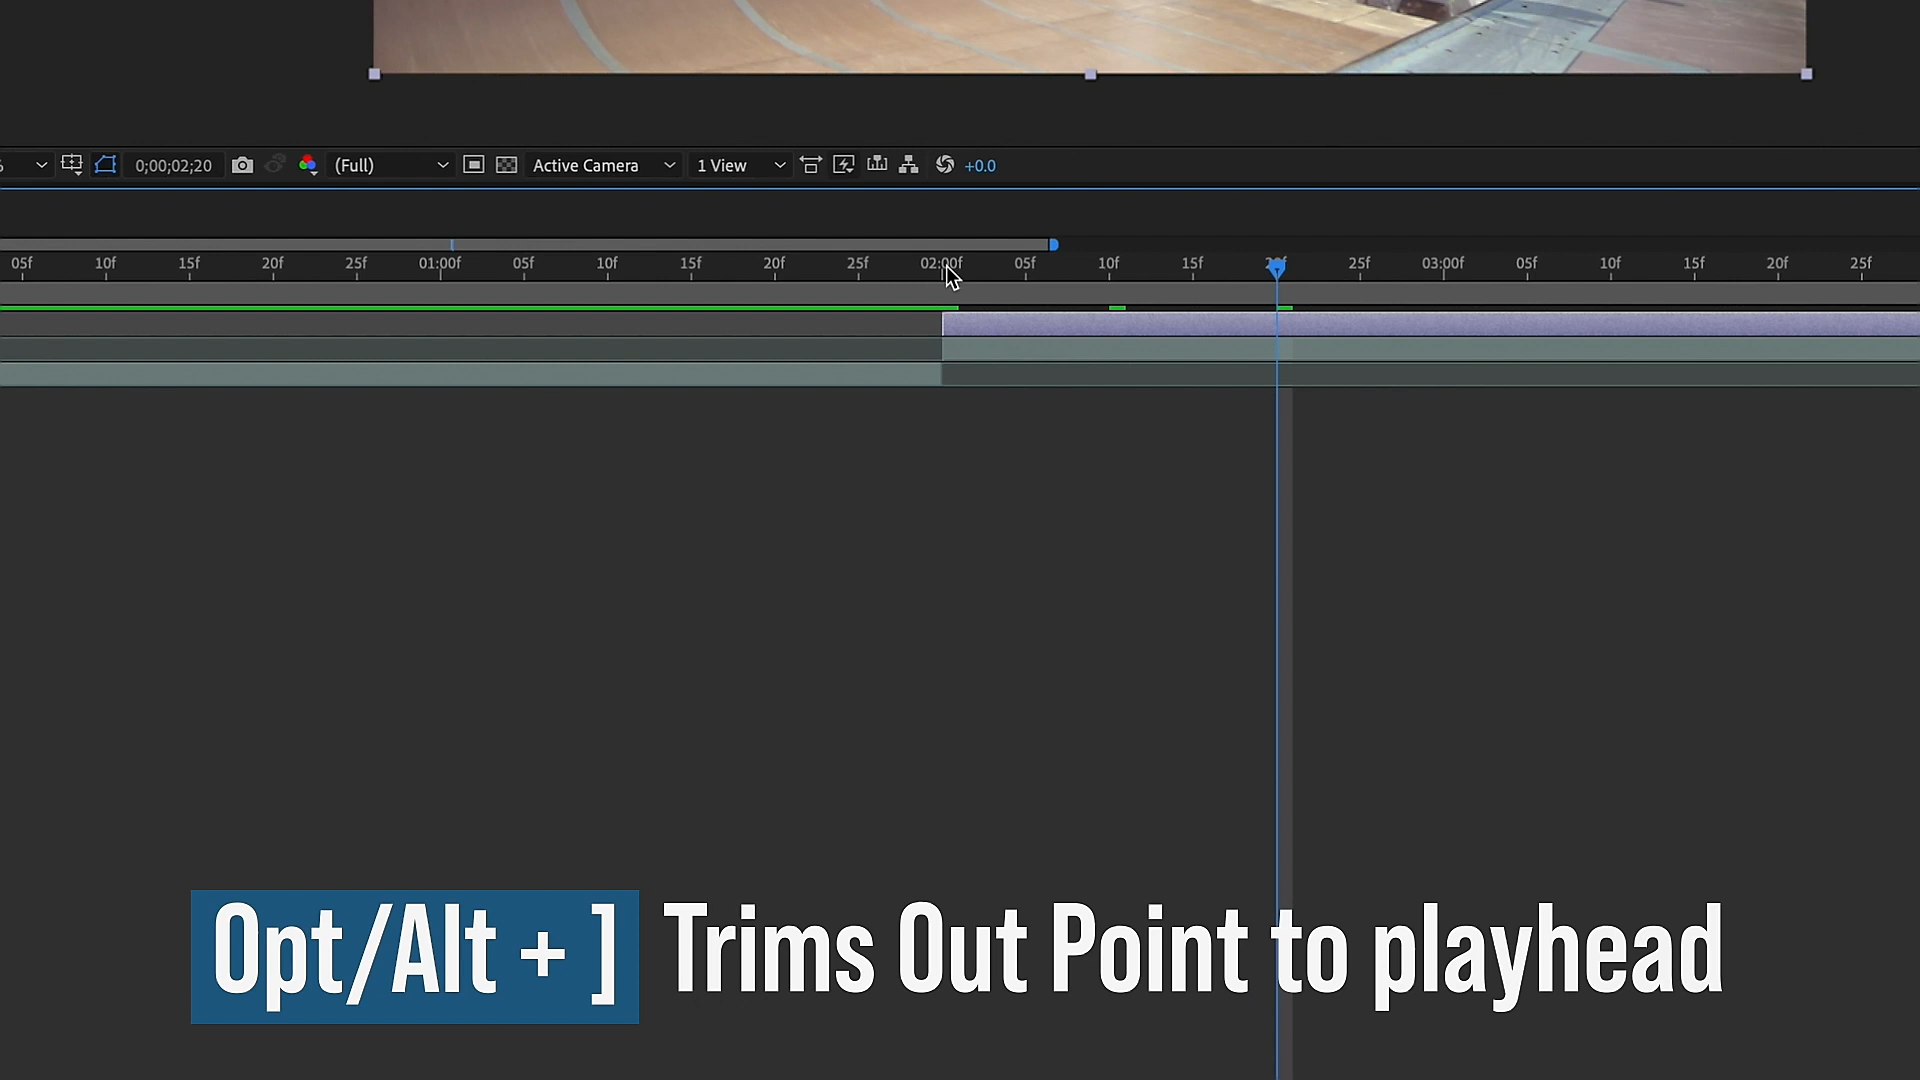 0;00;02;20 (Full) Active Camera 1 View +0.0
05f 10f 15f 20f 25f 01:00f 05f 10f 15f 20f 25f 02:00f 05f 10f 15f 25f 03:00f 05f 10f 15f 20f 25f
Opt/Alt + ] Trims Out Point to playhead